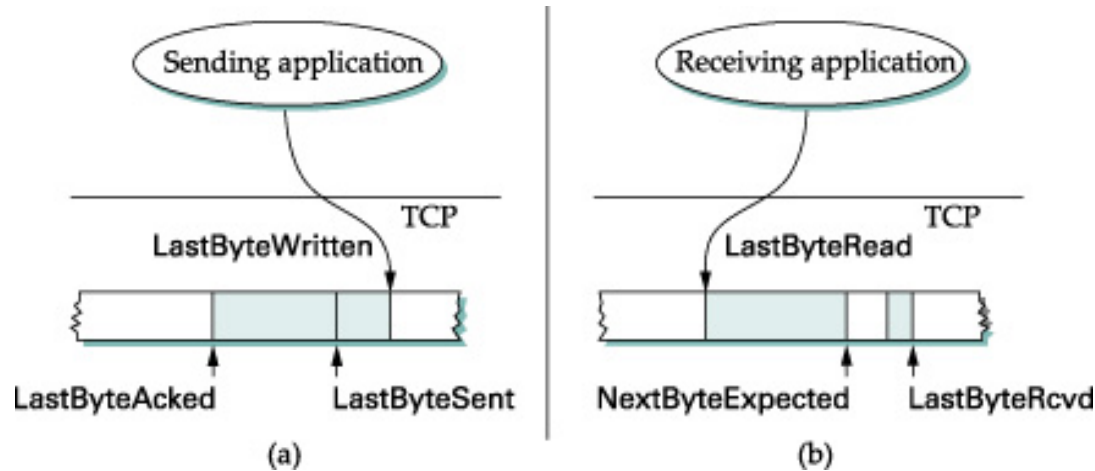 Sending application
TCP
LastByteWritten
LastByteAcked
LastByteSent
(a)
Receiving application
TCP
LastByteRead
NextByteExpected
LastByteRcvd
(b)